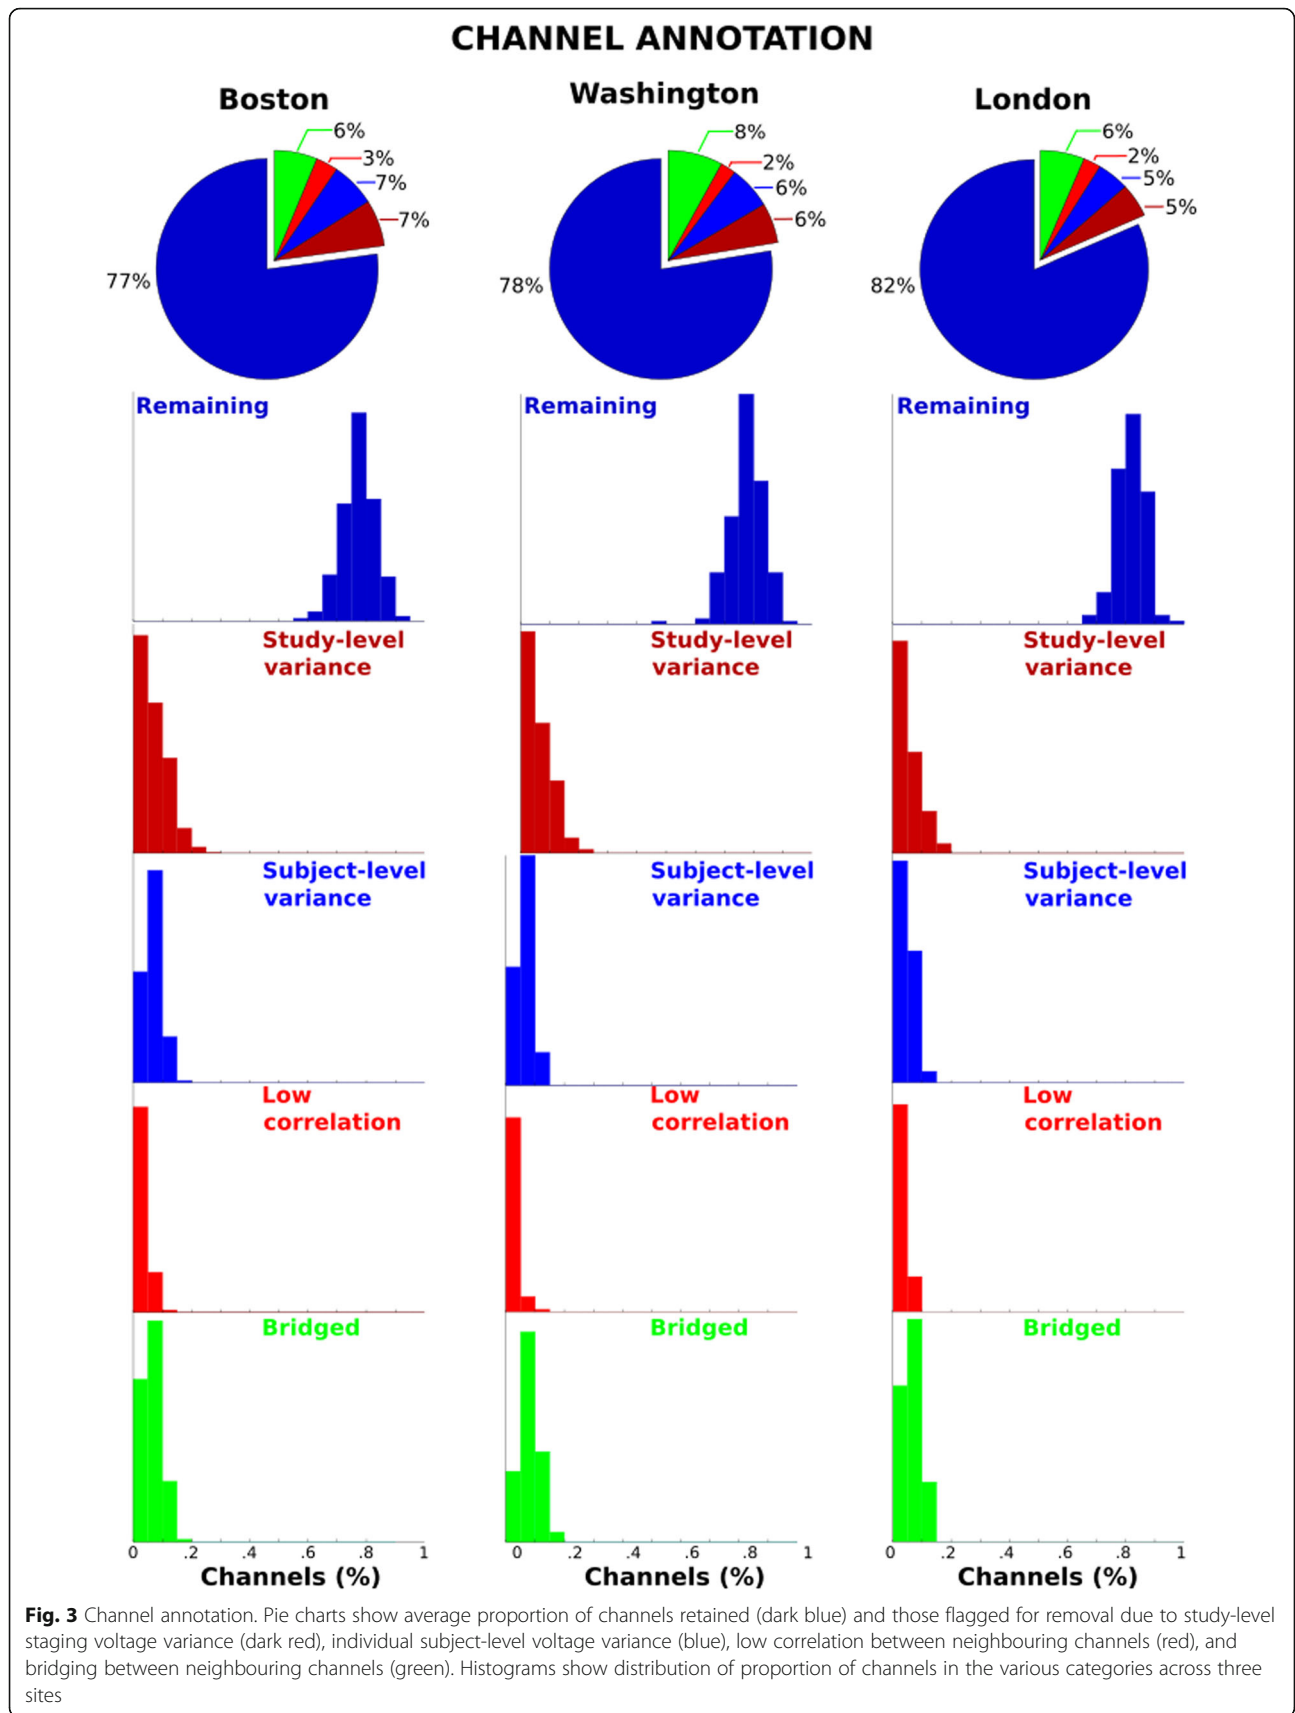 CHANNEL ANNOTATION
Boston
Washington
London
6%
3%
7%
7%
77%
8%
2%
6%
6%
78%
6%
2%
5%
5%
82%
Remaining
Remaining
Remaining
Study-level
variance
Study-level
variance
Study-level
variance
Subject-level
variance
Subject-level
variance
Subject-level
variance
Low
correlation
Low
correlation
Low
correlation
Bridged
Bridged
Bridged
0 .2 .4 .6 .8 1
0 .2 .4 .6 .8 1
0 .2 .4 .6 .8 1
Channels (%)
Channels (%)
Channels (%)
Fig. 3 Channel annotation. Pie charts show average proportion of channels retained (dark blue) and those flagged for removal due to study-level
staging voltage variance (dark red), individual subject-level voltage variance (blue), low correlation between neighbouring channels (red), and
bridging between neighbouring channels (green). Histograms show distribution of proportion of channels in the various categories across three
sites